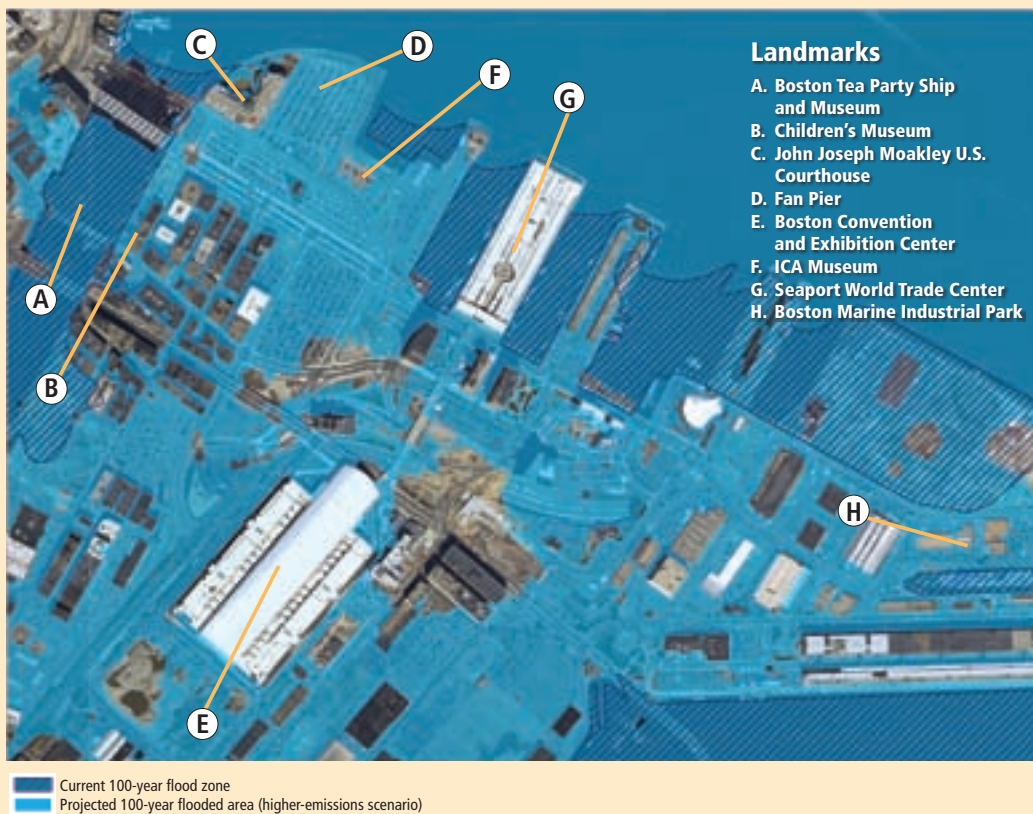 C
D
F
G
Landmarks
A. Boston Tea Party Ship
and Museum
B. Children's Museum
C. John Joseph Moakley U.S.
Courthouse
D. Fan Pier
E. Boston Convention
and Exhibition Center
F. ICA Museum
G. Seaport World Trade Center
H. Boston Marine Industrial Park
A
B
H
E
Current 100-year flood zone
Projected 100-year flooded area (higher-emissions scenario)